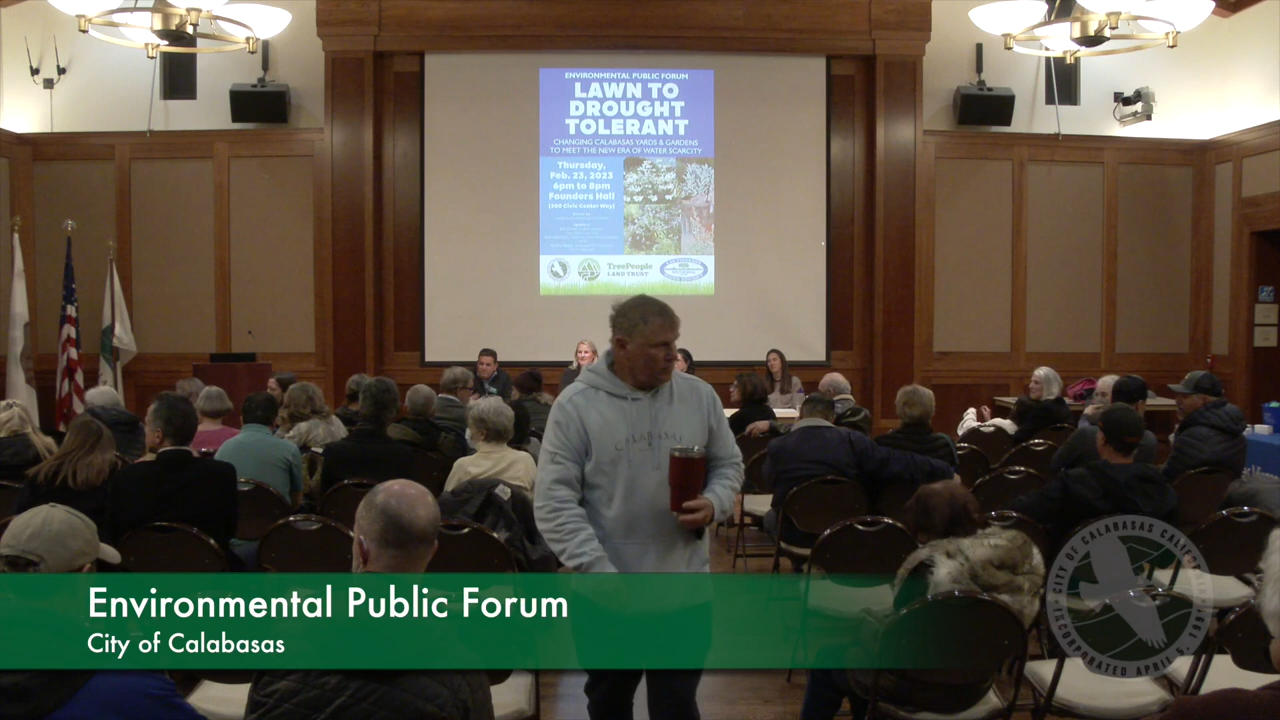 ENVIRONMENTAL PUBLIC FORUM
LAWN TO
DROUGHT
TOLERANT
CHANGING CALABASAS YARDS & GARDENS
TO MEET THE NEW ERA OF WATER SCARCITY
Thursday,
Feb. 23, 2023
6pm to 8pm
Founders Hall
(200 Civic Center Way)
TreePeople
LAND TRUST
CALABASAS
Environmental Public Forum
City of Calabasas
CITY OF CALABASAS CALIFORNIA
INCORPORATED APRIL 5, 1991